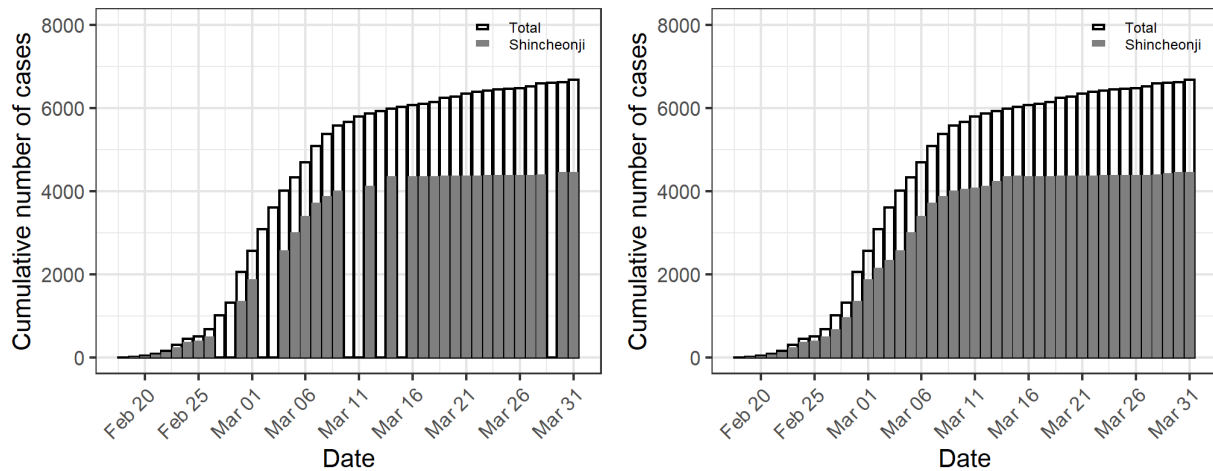 Cumulative number of cases
8000
6000
4000
2000
0
Total
Shincheonji
Feb 20
Feb 25
Mar 01
Mar 06
Mar 11
Mar 16
Mar 21
Mar 26
Mar 31
Date
Cumulative number of cases
8000
6000
4000
2000
0
Total
Shincheonji
Feb 20
Feb 25
Mar 01
Mar 06
Mar 11
Mar 16
Mar 21
Mar 26
Mar 31
Date